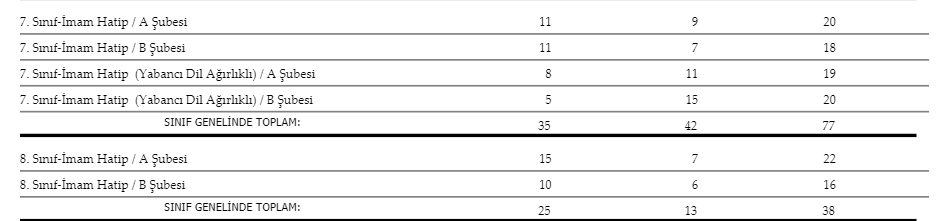 7. Sınıf-İmam Hatip / A Şubesi 11 9 20
7. Sınıf-İmam Hatip / B Şubesi 11 7 18
7. Sınıf-İmam Hatip (Yabancı Dil Ağırlıklı) / A Şubesi 8 11 19
7. Sınıf-İmam Hatip (Yabancı Dil Ağırlıklı) / B Şubesi 5 15 20
SINIF GENELİNDE TOPLAM: 35 42 77
8. Sınıf-İmam Hatip / A Şubesi 15 7 22
8. Sınıf-İmam Hatip / B Şubesi 10 6 16
SINIF GENELİNDE TOPLAM: 25 13 38